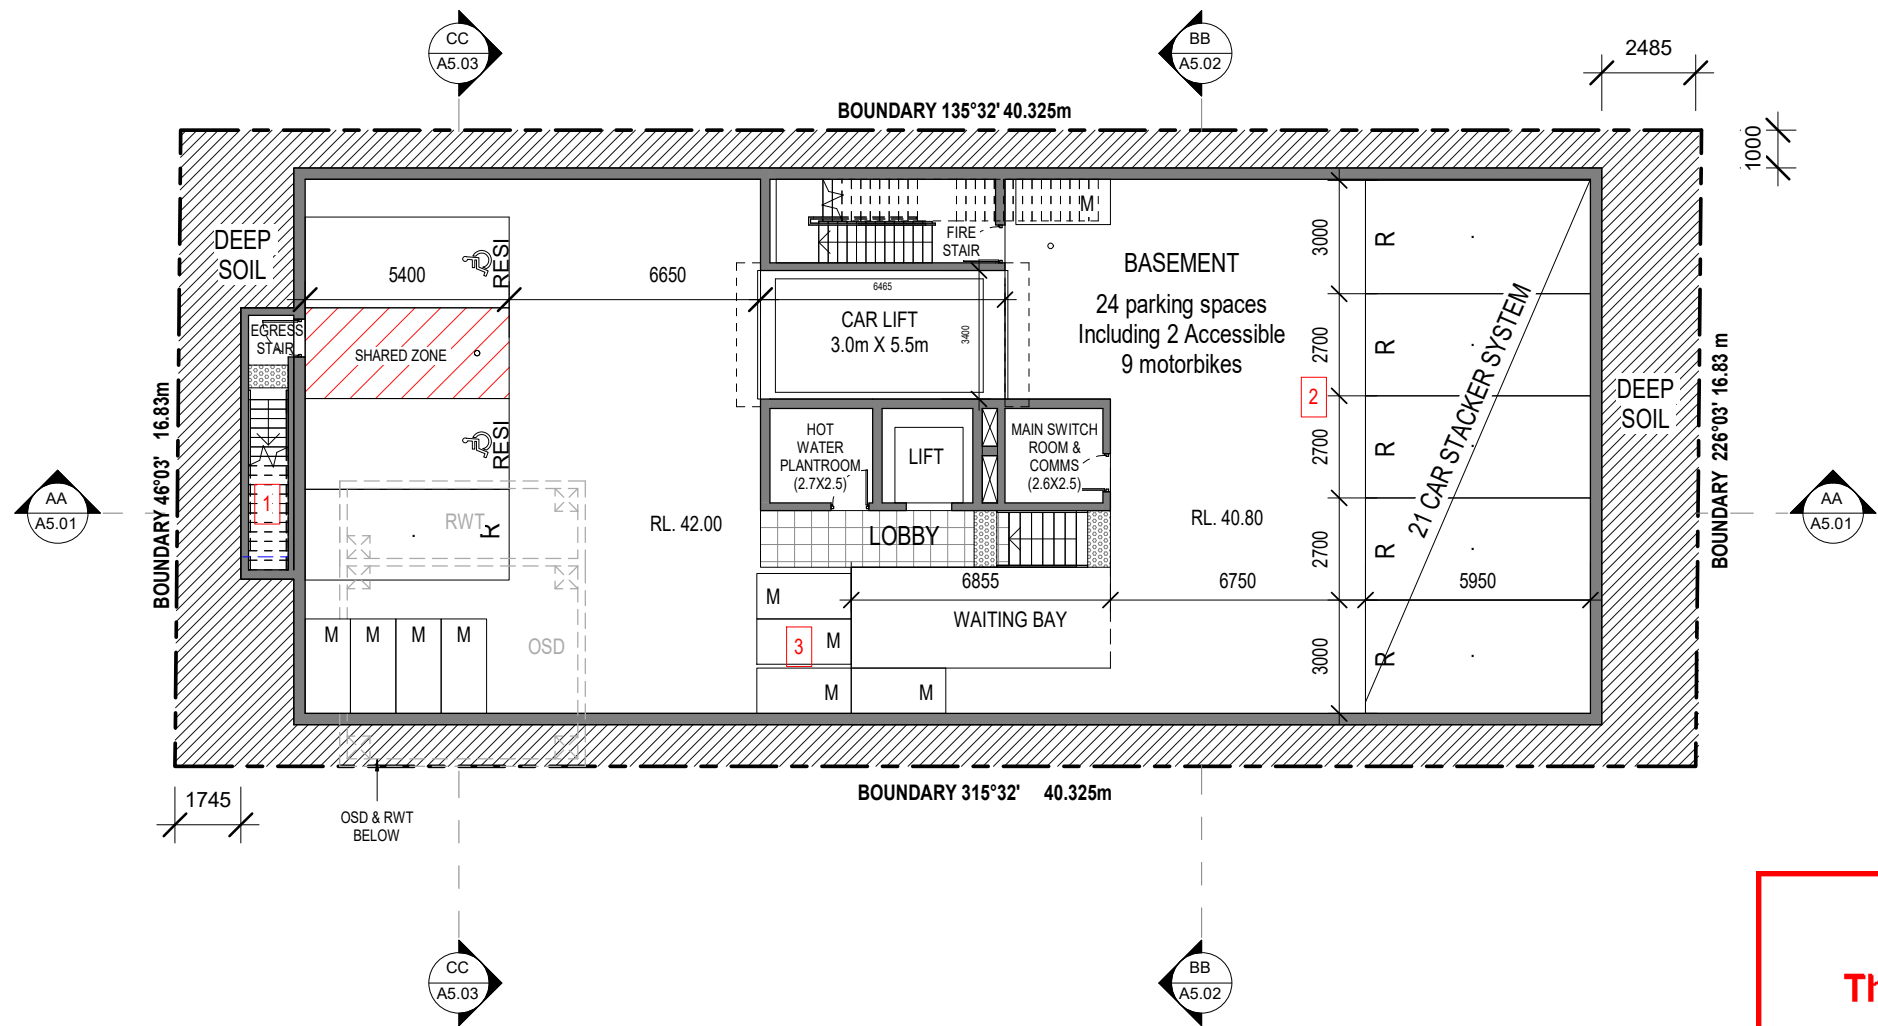 CC
A5.03
BB
A5.02
2485
BOUNDARY 135°32' 40.325m
1000
DEEP
SOIL
RESI
5400
6650
FIRE
STAIR
M
BASEMENT
24 parking spaces
Including 2 Accessible
9 motorbikes
3000
R
6465
CAR LIFT
3.0m X 5.5m
3400
EGRESS
STAIR
SHARED ZONE
2700
R
21 CAR STACKER SYSTEM
2
DEEP
SOIL
BOUNDARY 46°03' 16.83m
BOUNDARY 226°03' 16.83 m
RESI
HOT
WATER
PLANTROOM
(2.7X2.5)
LIFT
MAIN SWITCH
ROOM &
COMMS
(2.6X2.5)
2700
R
AA
A5.01
1
RWT
R
RL. 42.00
LOBBY
RL. 40.80
AA
A5.01
2700
R
6855
6750
5950
M
WAITING BAY
M
M
M
M
3
M
OSD
3000
R
M
M
BOUNDARY 315°32' 40.325m
1745
OSD & RWT
BELOW
CC
A5.03
BB
A5.02